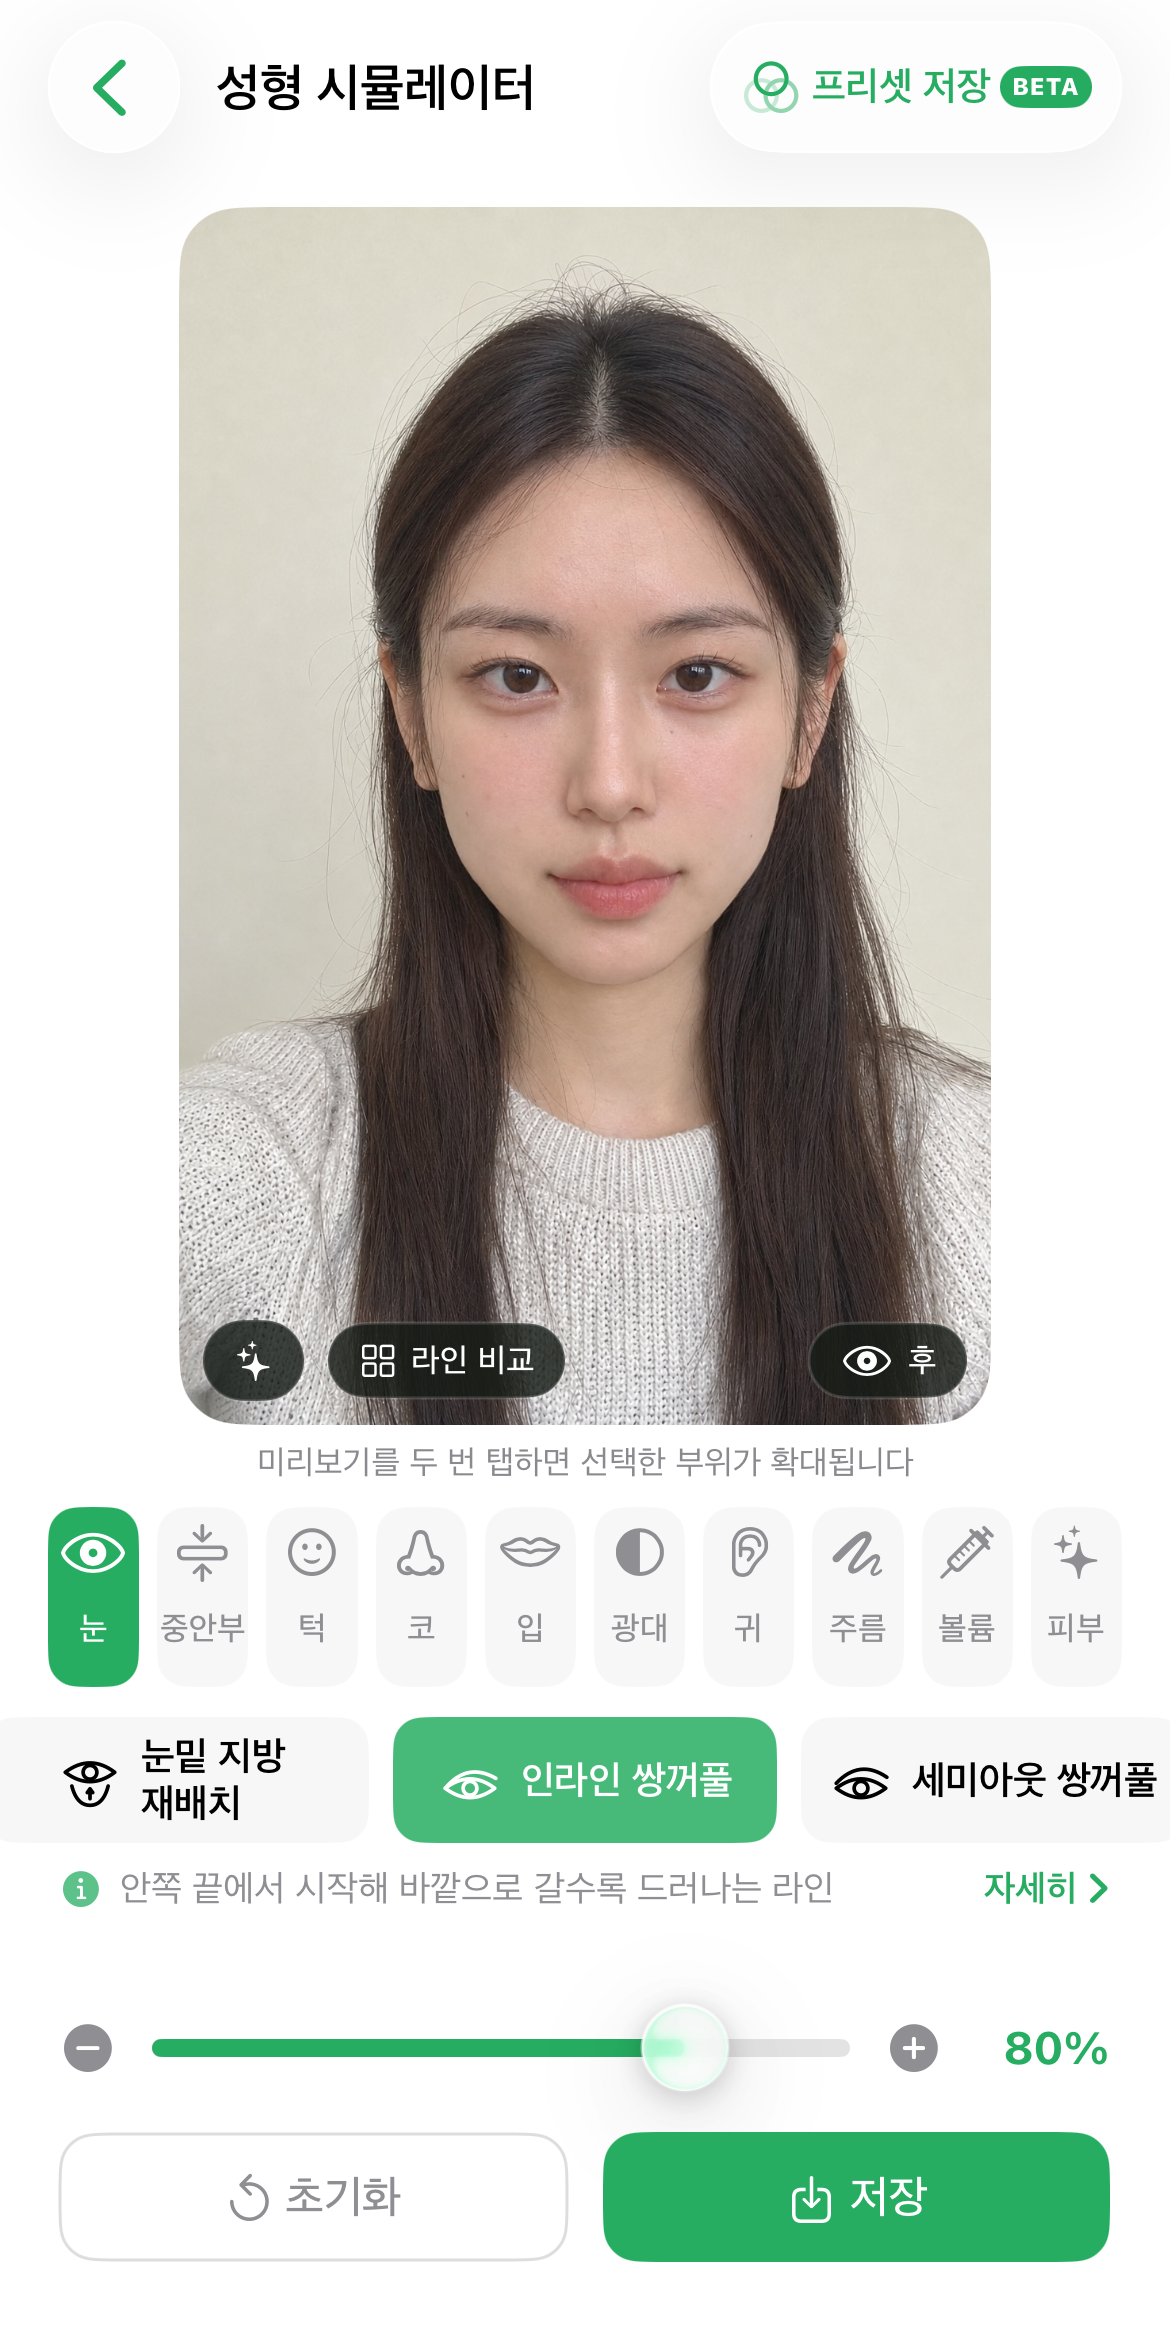 성형 시뮬레이터
프리셋 저장 BETA
라인 비교
후
미리보기를 두 번 탭하면 선택한 부위가 확대됩니다
눈
중안부
턱
코
입
광대
귀
주름
볼륨
피부
눈밑 지방
재배치
인라인 쌍꺼풀
세미아웃 쌍꺼풀
안쪽 끝에서 시작해 바깥으로 갈수록 드러나는 라인
자세히
80%
초기화
저장